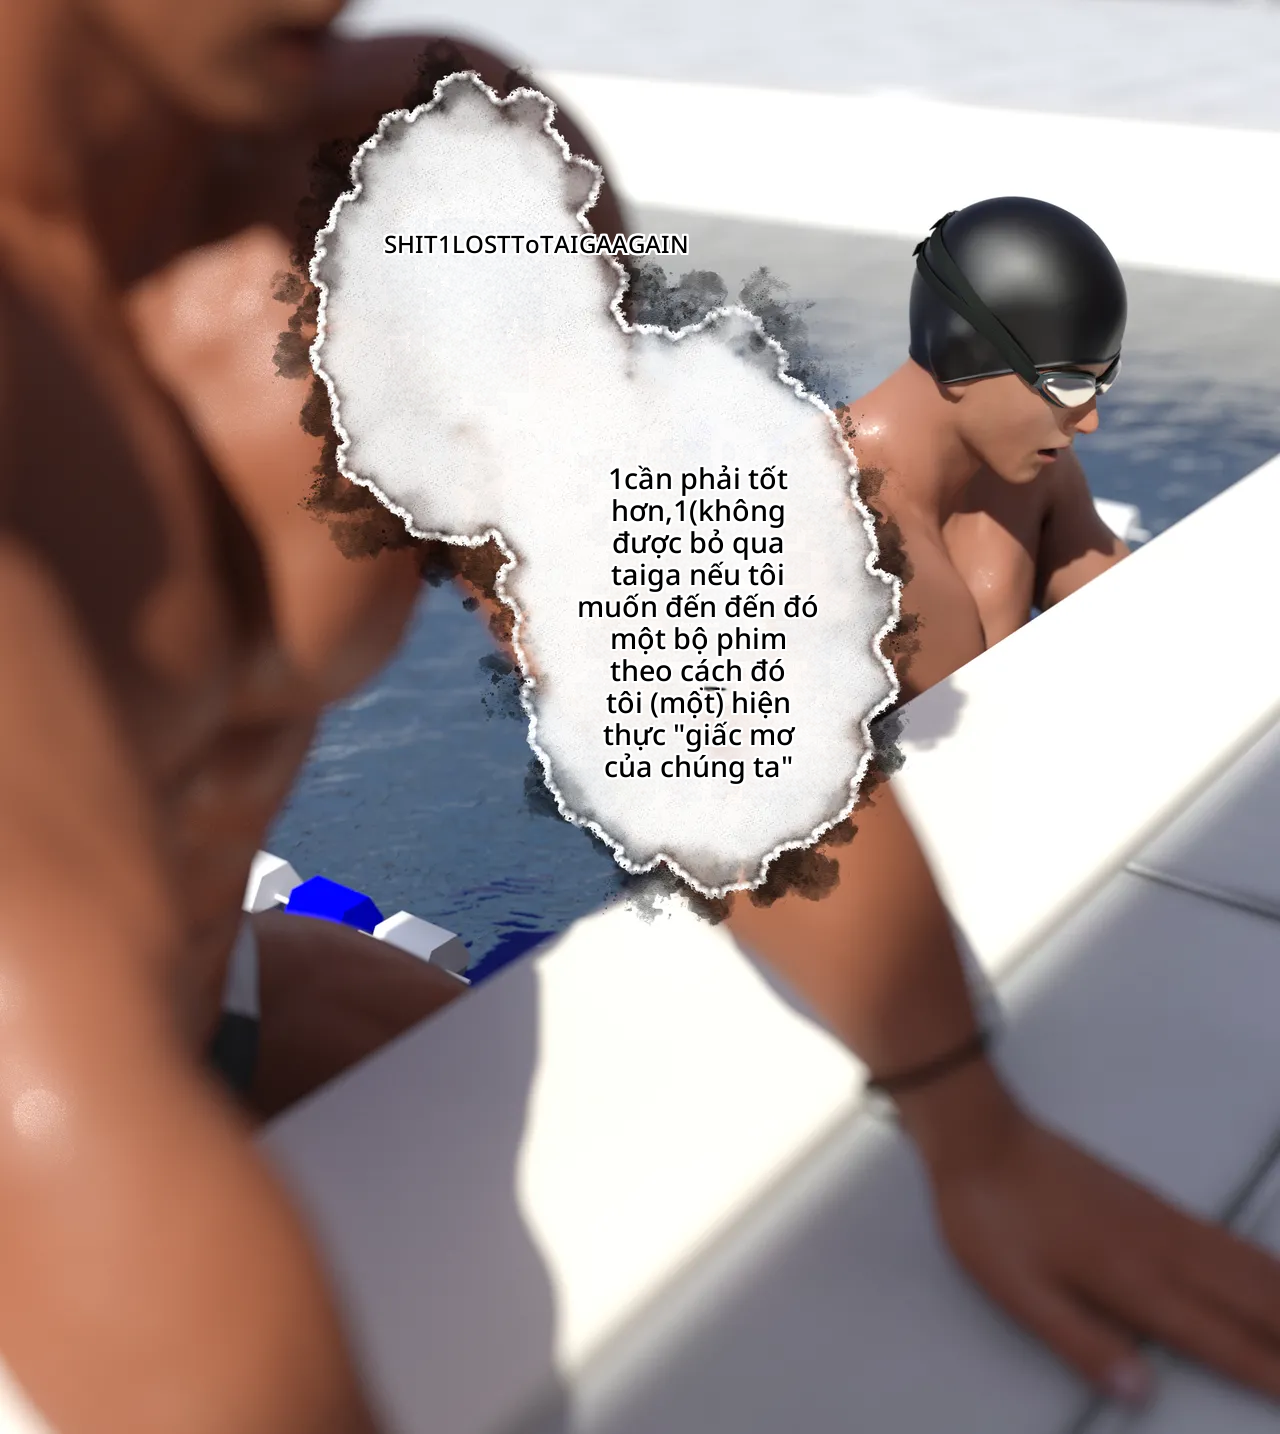 SHIT1LOSTToTAIGAAGAIN
1cần phải tốt
hơn,1(không
được bỏ qua
taiga nếu tôi
muốn đến đến đó
một bộ phim
theo cách đó
tôi (một) hiện
thực "giấc mơ
của chúng ta"